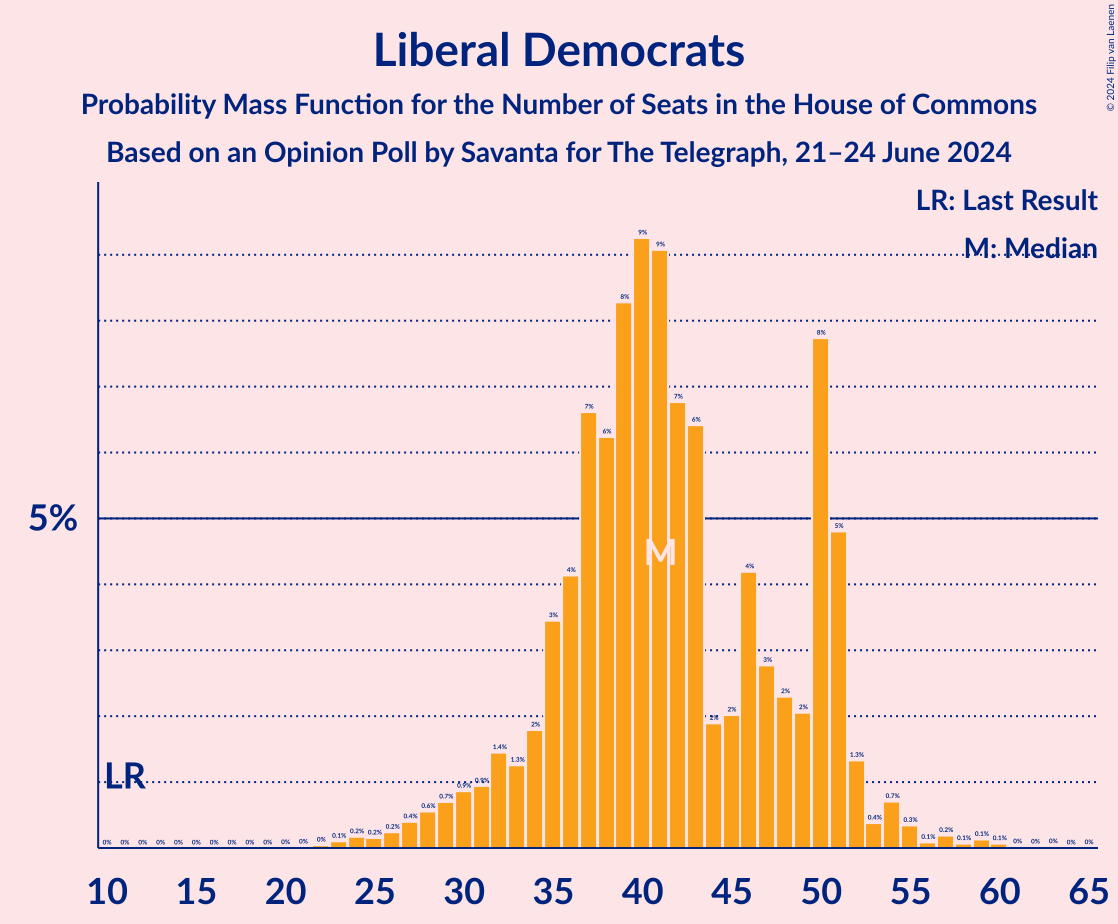 Liberal Democrats
Probability Mass Function for the Number of Seats in the House of Commons
Based on an Opinion Poll by Savanta for The Telegraph, 21–24 June 2024
© 2024 Filip van Laenen
LR: Last Result
M: Median
5%
LR
M
0% 0% 0% 0% 0% 0% 0% 0% 0% 0% 0% 0% 0% 0.1% 0.2% 0.2% 0.2% 0.4% 0.6% 0.7% 0.9% 0.9% 1.4% 1.3% 2% 3% 4% 7% 6% 8% 9% 9% 7% 6% 2% 2% 4% 3% 2% 2% 8% 5% 1.3% 0.4% 0.7% 0.3% 0.1% 0.2% 0.1% 0.1% 0.1% 0% 0% 0% 0% 0%
10 15 20 25 30 35 40 45 50 55 60 65